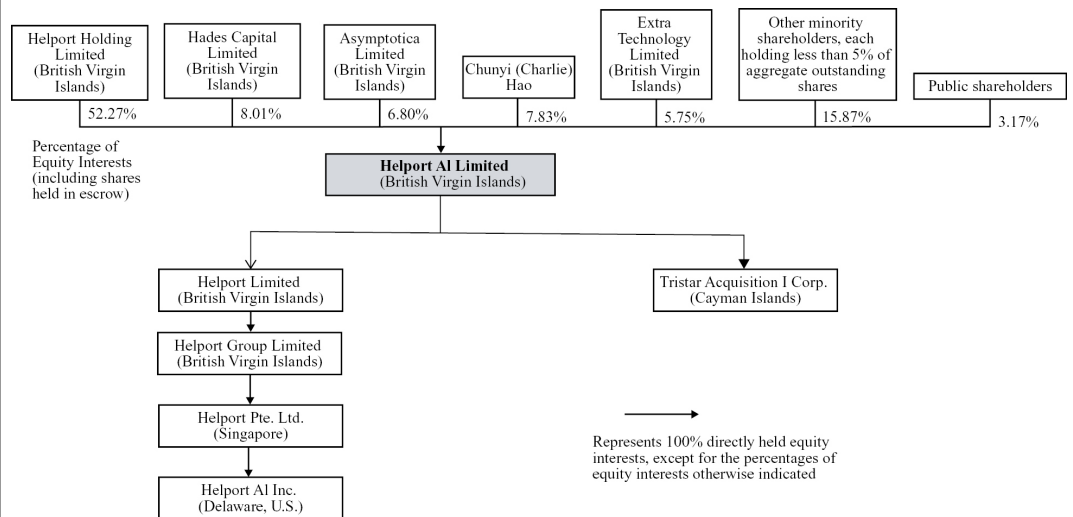 Helport Holding
Limited
(British Virgin
Islands)
Hades Capital
Limited
(British Virgin
Islands)
Asymptotica
Limited
(British Virgin
Islands)
Chunyi (Charlie)
Hao
Extra
Technology
Limited
(British Virgin
Islands)
Other minority
shareholders, each
holding less than 5% of
aggregate outstanding
shares
Public shareholders
52.27%
8.01%
6.80%
7.83%
5.75%
15.87%
3.17%
Percentage of
Equity Interests
(including shares
held in escrow)
Helport Al Limited
(British Virgin Islands)
Helport Limited
(British Virgin Islands)
Tristar Acquisition I Corp.
(Cayman Islands)
Helport Group Limited
(British Virgin Islands)
Helport Pte. Ltd.
(Singapore)
Helport Al Inc.
(Delaware, U.S.)
Represents 100% directly held equity
interests, except for the percentages of
equity interests otherwise indicated